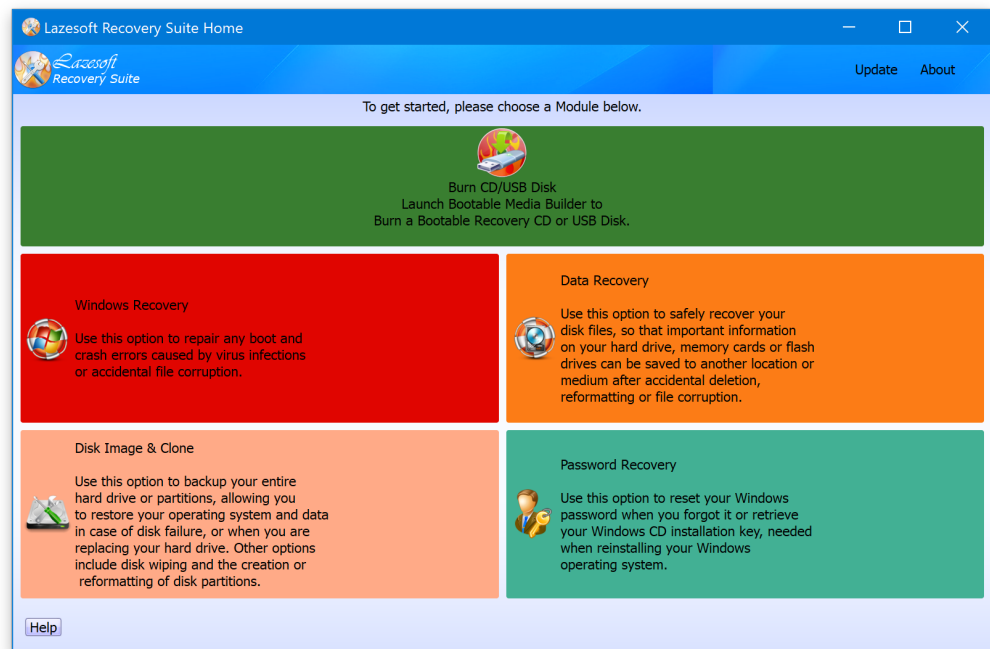 Lazesoft Recovery Suite Home
Lazesoft
Recovery Suite
Update About
To get started, please choose a Module below.
Burn CD/USB Disk
Launch Bootable Media Builder to
Burn a Bootable Recovery CD or USB Disk.
Windows Recovery
Use this option to repair any boot and
crash errors caused by virus infections
or accidental file corruption.
Data Recovery
Use this option to safely recover your
disk files, so that important information
on your hard drive, memory cards or flash
drives can be saved to another location or
medium after accidental deletion,
reformatting or file corruption.
Disk Image & Clone
Use this option to backup your entire
hard drive or partitions, allowing you
to restore your operating system and data
in case of disk failure, or when you are
replacing your hard drive. Other options
include disk wiping and the creation or
reformatting of disk partitions.
Password Recovery
Use this option to reset your Windows
password when you forgot it or retrieve
your Windows CD installation key, needed
when reinstalling your Windows
operating system.
Help